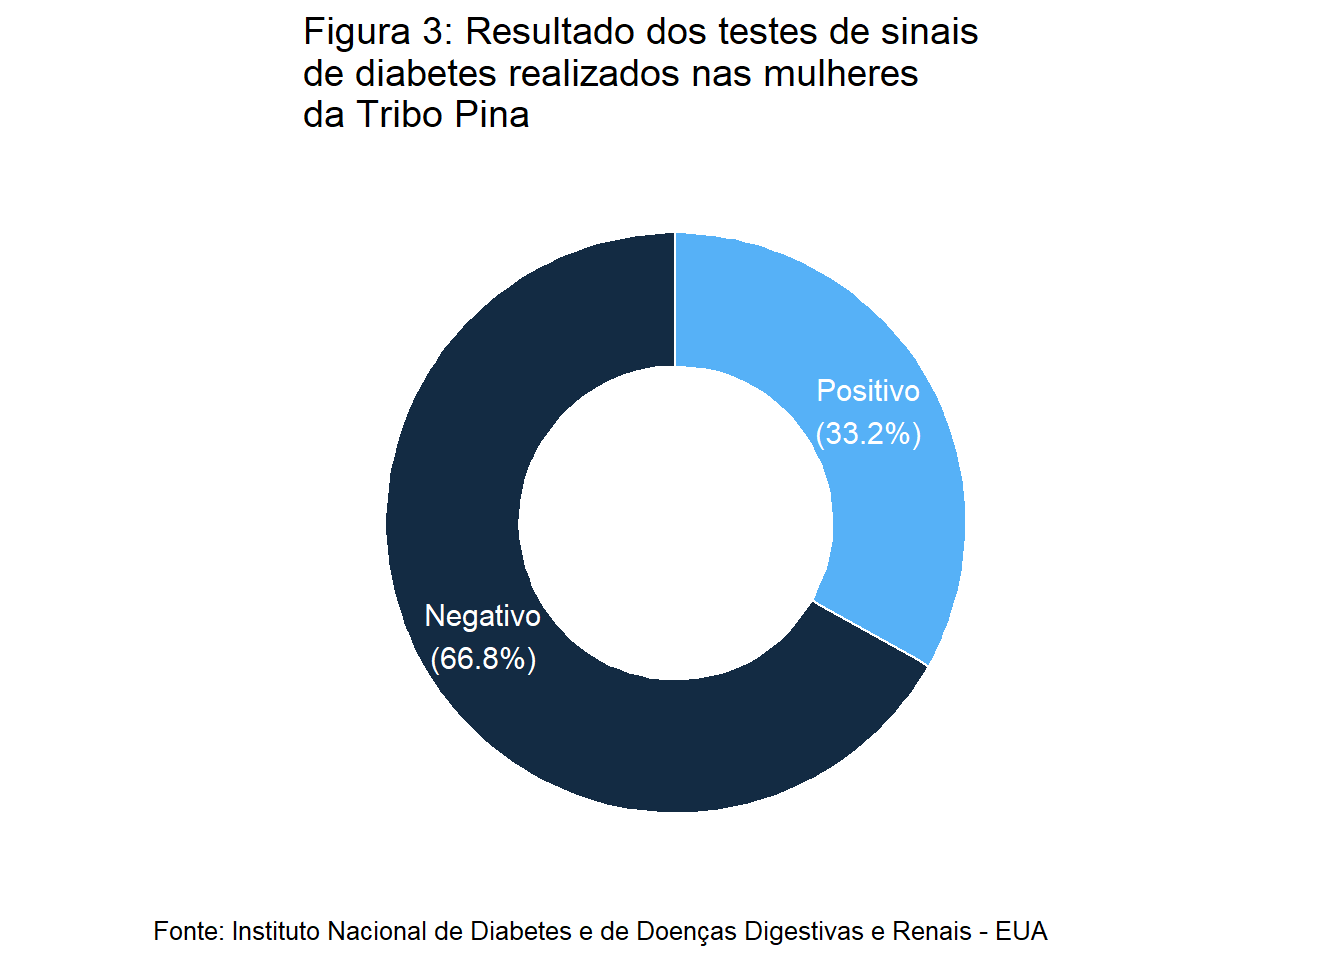 Figura 3: Resultado dos testes de sinais
de diabetes realizados nas mulheres
da Tribo Pina
Positivo
(33.2%)
Negativo
(66.8%)
Fonte: Instituto Nacional de Diabetes e de Doenças Digestivas e Renais - EUA